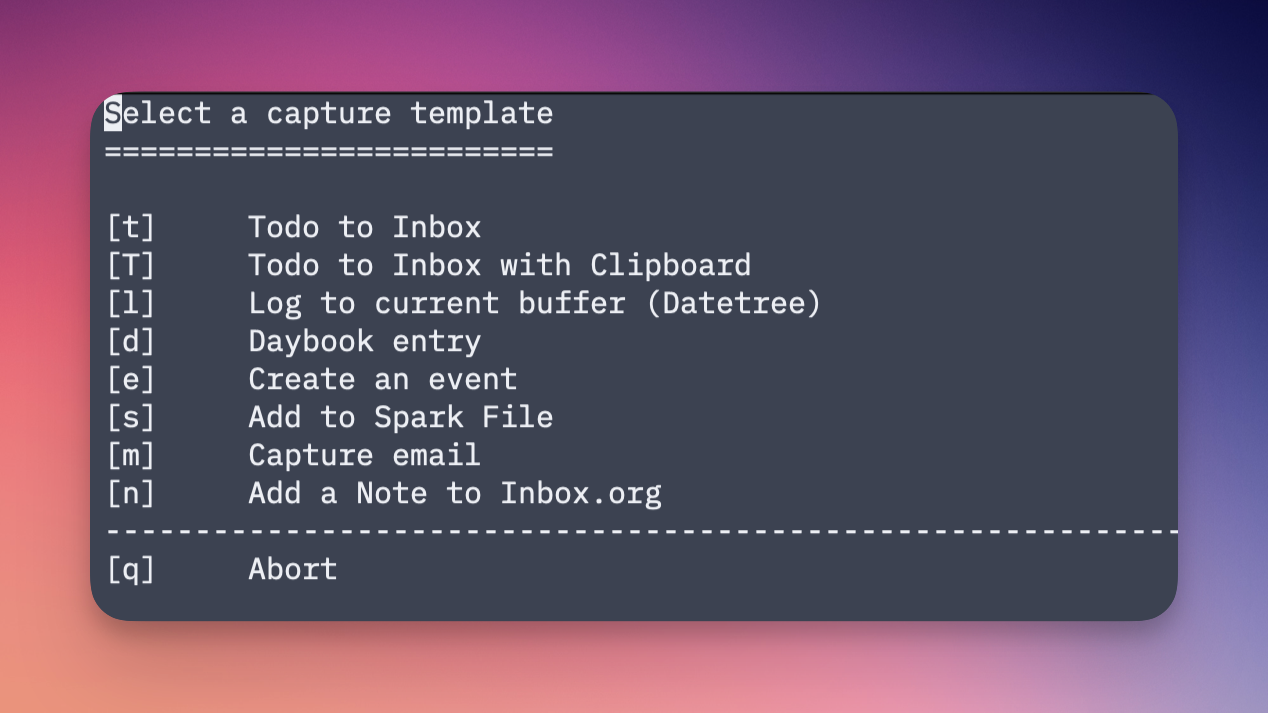 Select a capture template
=========================
[t]     Todo to Inbox
[T]     Todo to Inbox with Clipboard
[l]     Log to current buffer (Datetree)
[d]     Daybook entry
[e]     Create an event
[s]     Add to Spark File
[m]     Capture email
[n]     Add a Note to Inbox.org
------------------------------------------------------------
[q]     Abort